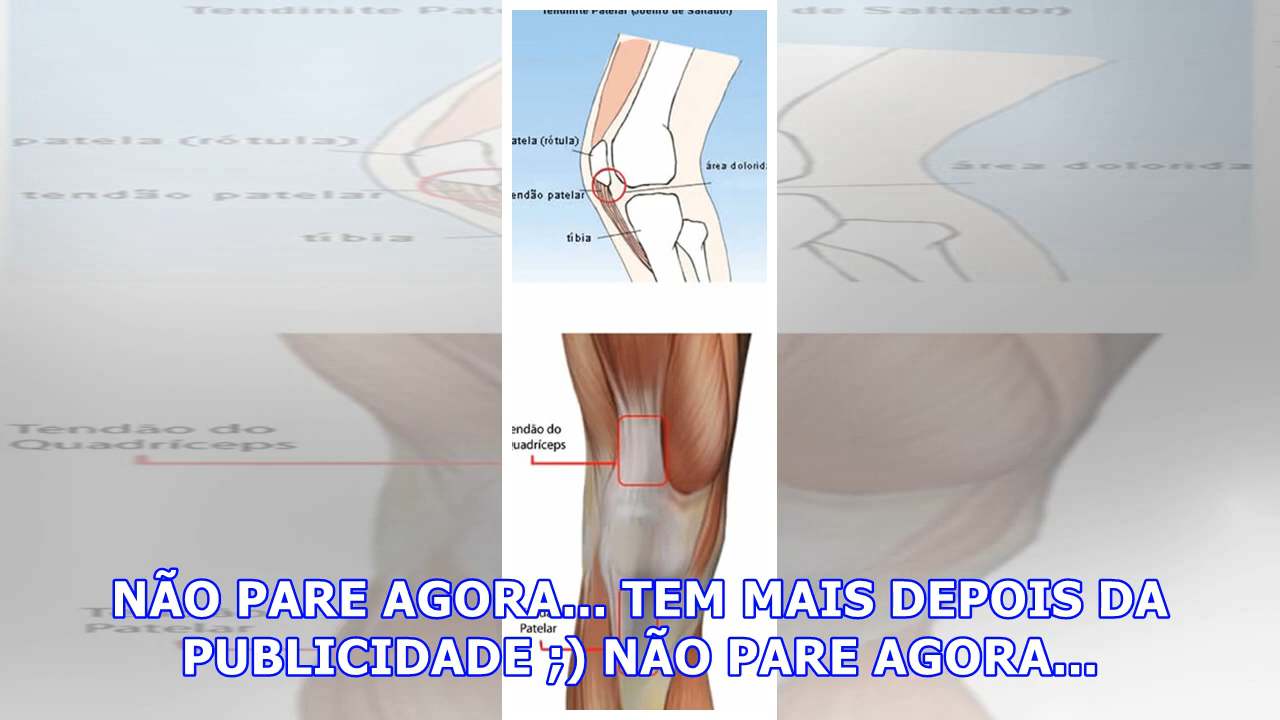 Tendinite Patelar (Joelho de Saltador)
patela (rótula)
área dolorida
tendão patelar
tíbia
Tendão do
Quadríceps
Patelar
NÃO PARE AGORA... TEM MAIS DEPOIS DA
PUBLICIDADE ;) NÃO PARE AGORA...